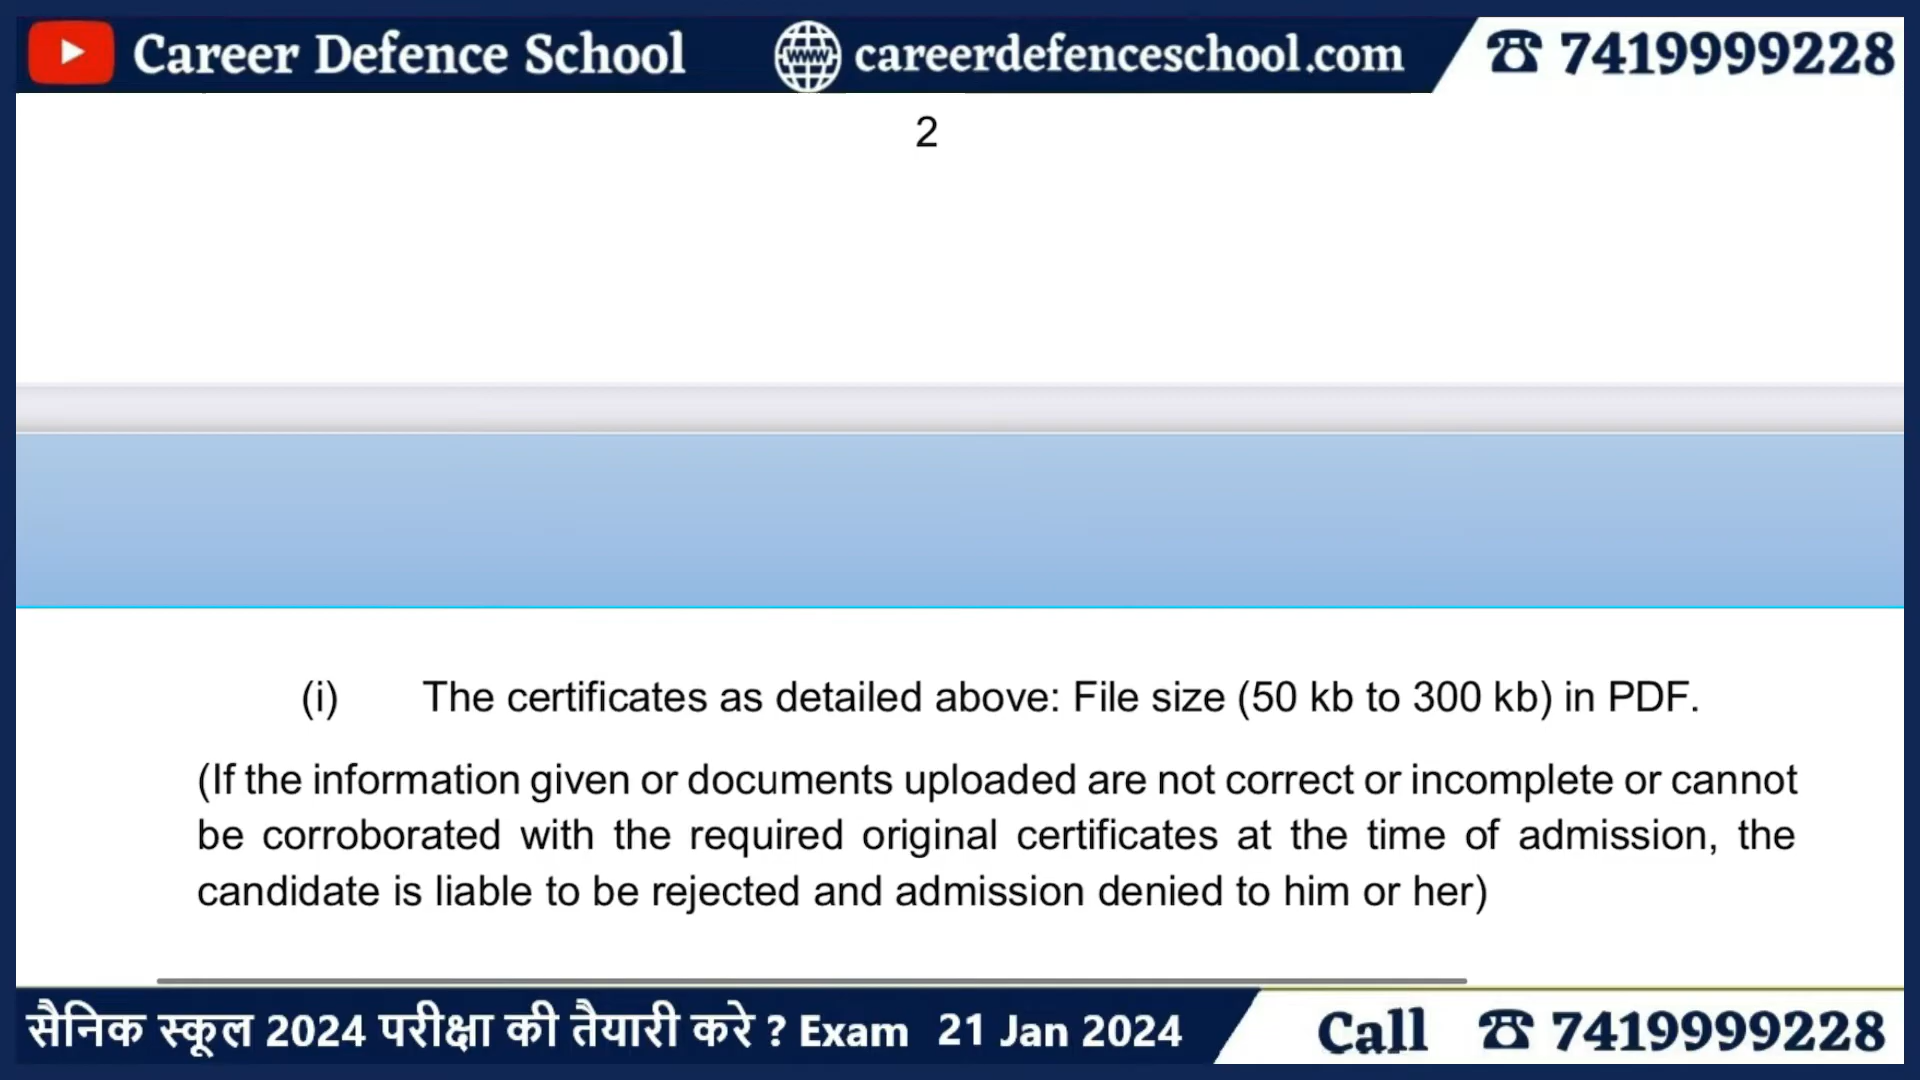 Career Defence School
www
careerdefenceschool.com
7419999228
2
(i) The certificates as detailed above: File size (50 kb to 300 kb) in PDF.
(If the information given or documents uploaded are not correct or incomplete or cannot
be corroborated with the required original certificates at the time of admission, the
candidate is liable to be rejected and admission denied to him or her)
सैनिक स्कूल 2024 परीक्षा की तैयारी करे ? Exam 21 Jan 2024
Call 7419999228